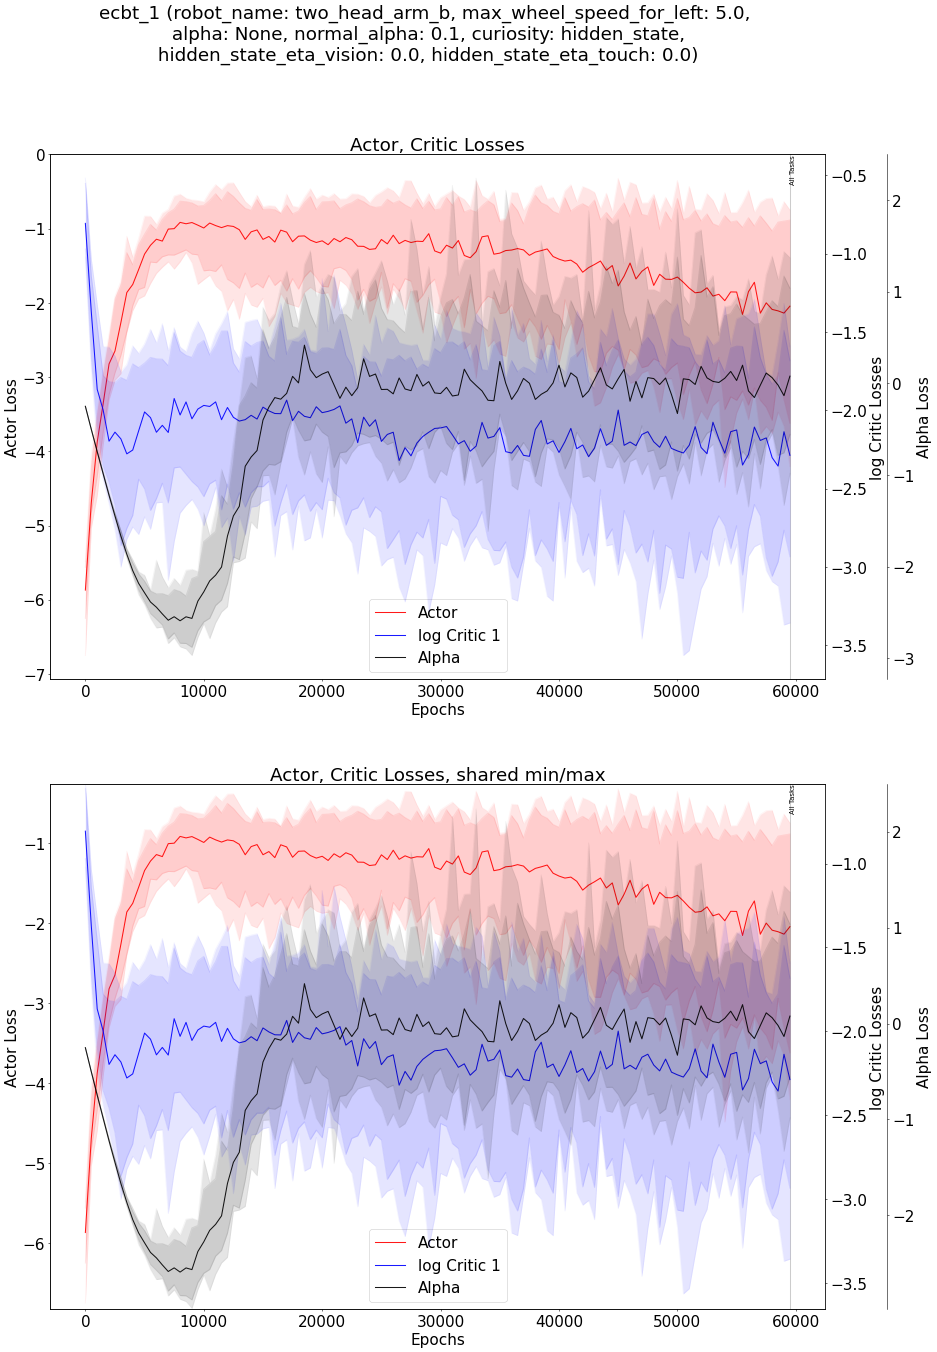 ecbt_1 (robot_name: two_head_arm_b, max_wheel_speed_for_left: 5.0,
alpha: None, normal_alpha: 0.1, curiosity: hidden_state,
hidden_state_eta_vision: 0.0, hidden_state_eta_touch: 0.0)
Actor, Critic Losses
All Tasks
0
−1
−2
−3
−4
−5
−6
−7
Actor Loss
−0.5
−1.0
−1.5
−2.0
−2.5
−3.0
−3.5
log Critic Losses
2
1
0
−1
−2
−3
Alpha Loss
Actor
log Critic 1
Alpha
0 10000 20000 30000 40000 50000 60000
Epochs
Actor, Critic Losses, shared min/max
All Tasks
−1
−2
−3
−4
−5
−6
Actor Loss
−1.0
−1.5
−2.0
−2.5
−3.0
−3.5
log Critic Losses
2
1
0
−1
−2
Alpha Loss
Actor
log Critic 1
Alpha
0 10000 20000 30000 40000 50000 60000
Epochs